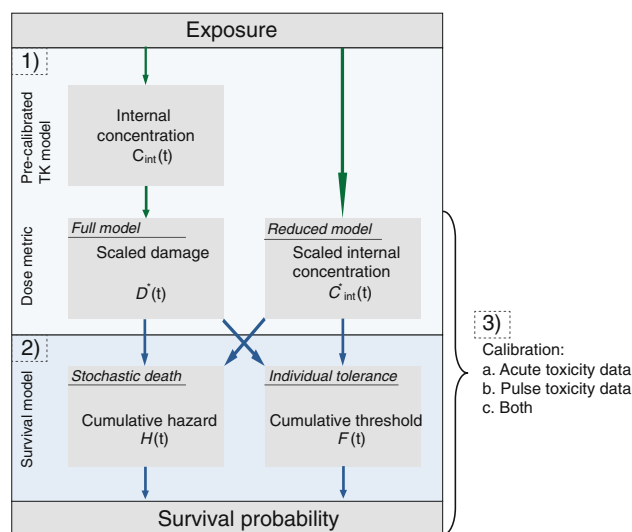 Exposure
1)
Pre-calibrated
TK model
Internal
concentration
Cint(t)
Dose metric
Full model
Scaled damage
D*(t)
Reduced model
Scaled internal
concentration
C*int(t)
2)
Survival model
Stochastic death
Cumulative hazard
H(t)
Individual tolerance
Cumulative threshold
F(t)
Survival probability
3)
Calibration:
a. Acute toxicity data
b. Pulse toxicity data
c. Both